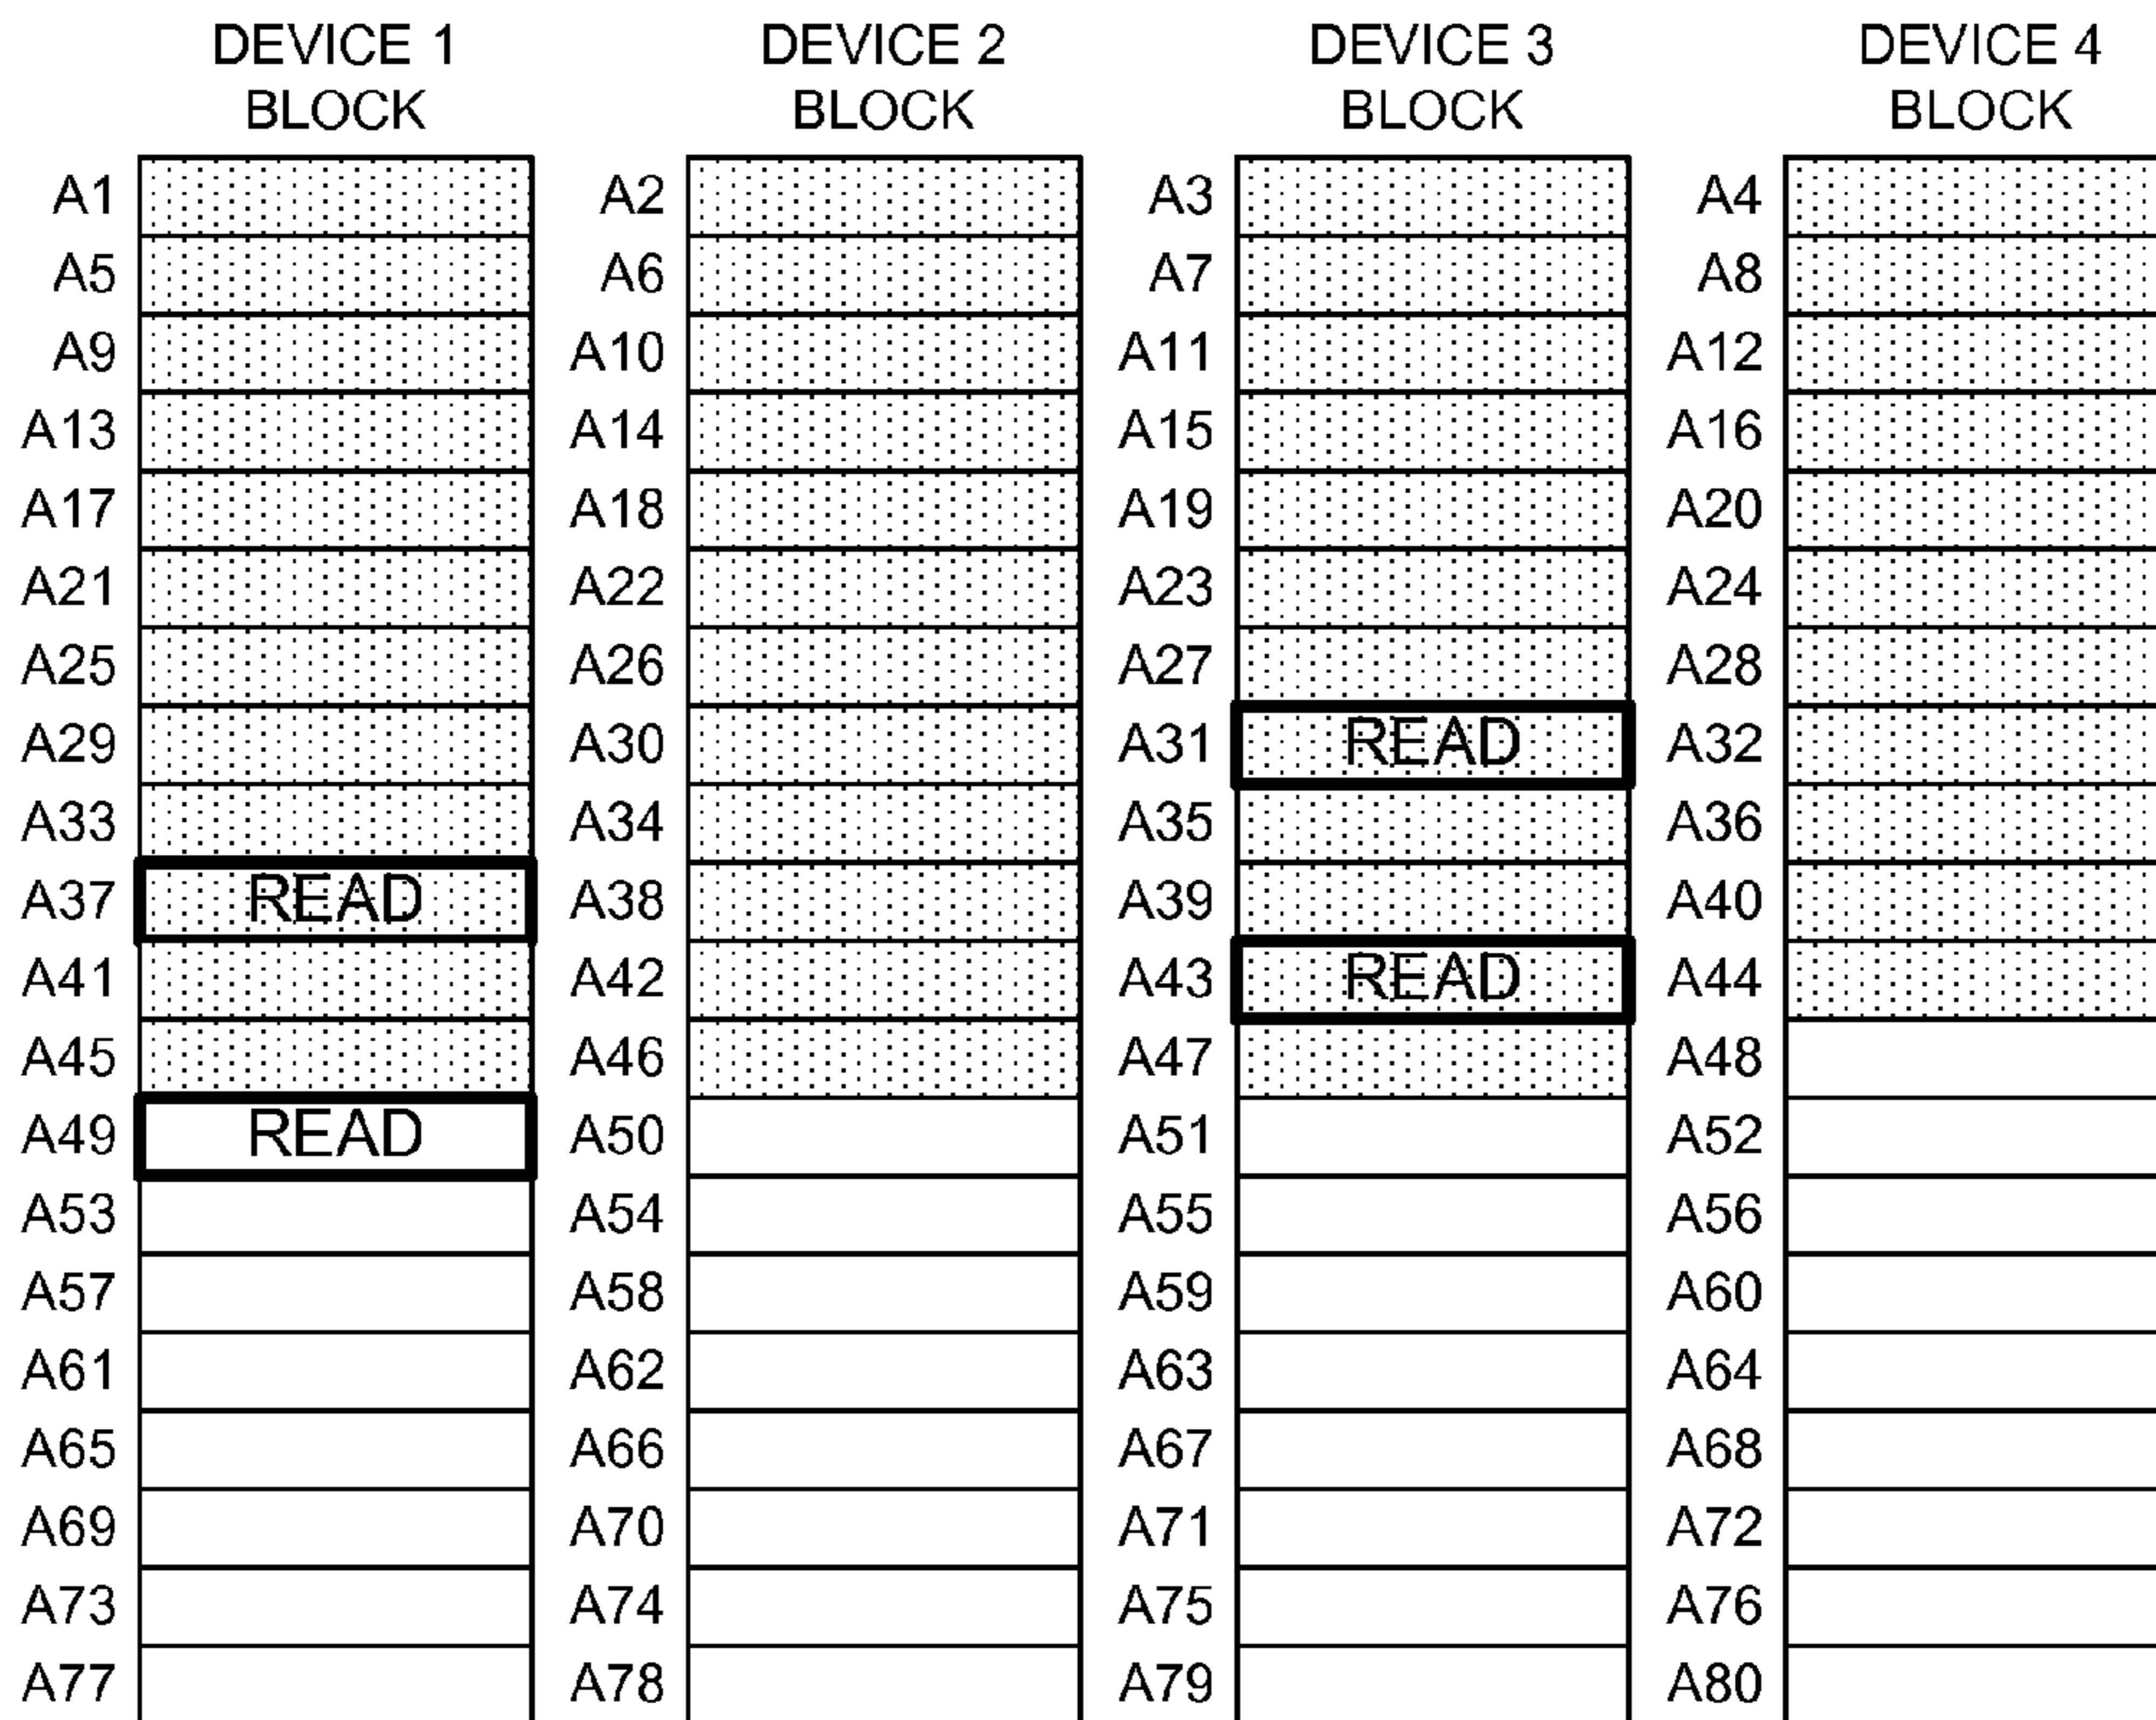 DEVICE 1 DEVICE 2 DEVICE 3 DEVICE 4
BLOCK BLOCK BLOCK BLOCK
A1 A2 A3 A4
A5 A6 A7 A8
A9 A10 A11 A12
A13 A14 A15 A16
A17 A18 A19 A20
A21 A22 A23 A24
A25 A26 A27 A28
A29 A30 A31 READ A32
A33 A34 A35 A36
A37 READ A38 A39 A40
A41 A42 A43 READ A44
A45 A46 A47 A48
A49 READ A50 A51 A52
A53 A54 A55 A56
A57 A58 A59 A60
A61 A62 A63 A64
A65 A66 A67 A68
A69 A70 A71 A72
A73 A74 A75 A76
A77 A78 A79 A80